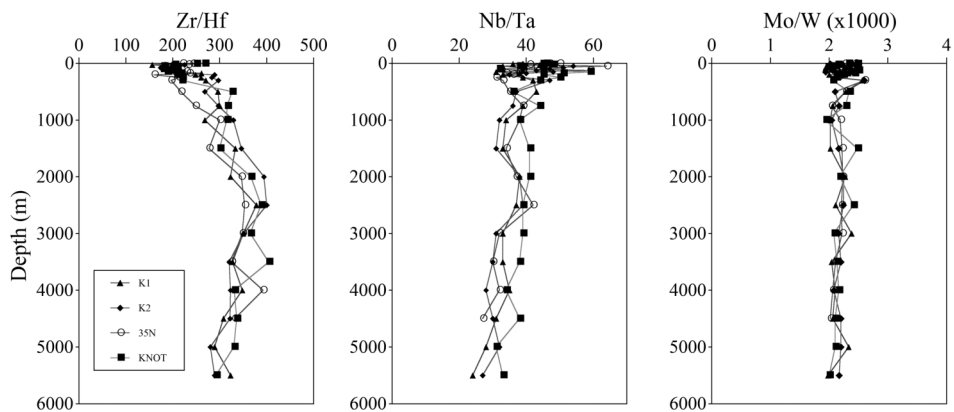 Zr/Hf Nb/Ta Mo/W (x1000)
0 100 200 300 400 500 0 20 40 60 0 1 2 3 4
0 0 0
1000 1000 1000
2000 2000 2000
3000 3000 3000
4000 4000 4000
5000 5000 5000
6000 6000 6000
Depth (m)
K1
K2
35N
KNOT